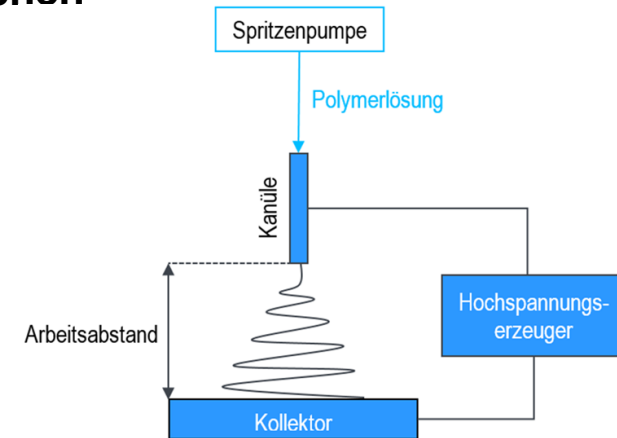 Spritzenpumpe
Polymerlösung
Kanüle
Arbeitsabstand
Hochspannungs-
erzeuger
Kollektor